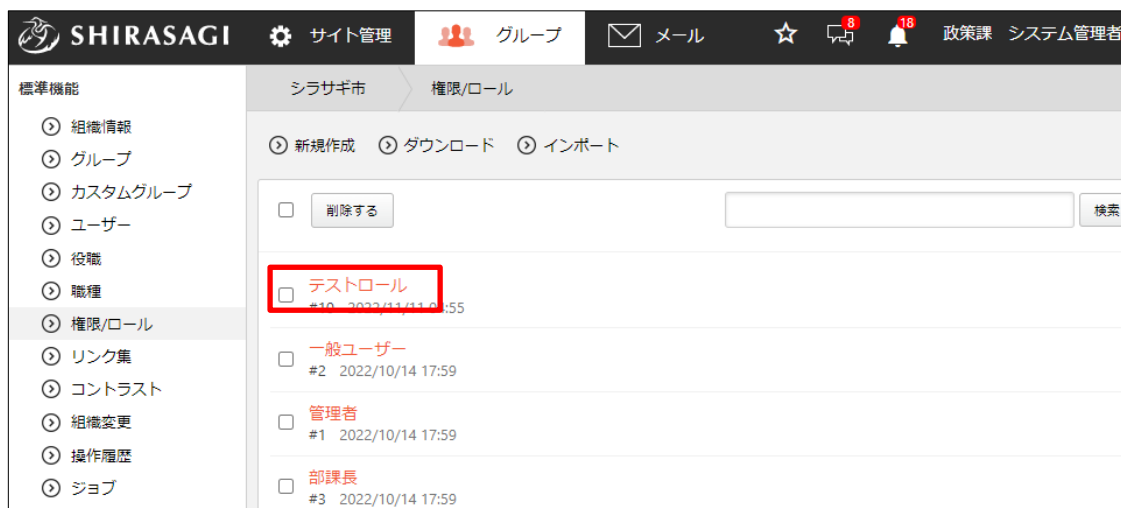 SHIRASAGI サイト管理 グループ メール 8 18 政策課 システム管理者
標準機能
組織情報
グループ
カスタムグループ
ユーザー
役職
職種
権限/ロール
リンク集
コントラスト
組織変更
操作履歴
ジョブ
シラサギ市 権限/ロール
新規作成 ダウンロード インポート
削除する 検索
テストロール
#10 2022/11/11 :55
一般ユーザー
#2 2022/10/14 17:59
管理者
#1 2022/10/14 17:59
部課長
#3 2022/10/14 17:59